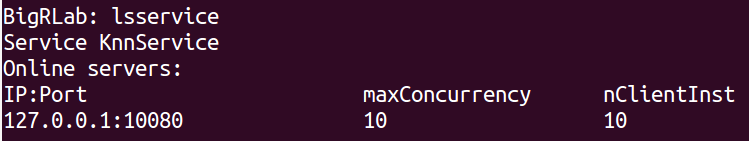 BigRLab: lsservice
Service KnnService
Online servers:
IP:Port maxConcurrency nClientInst
127.0.0.1:10080 10 10